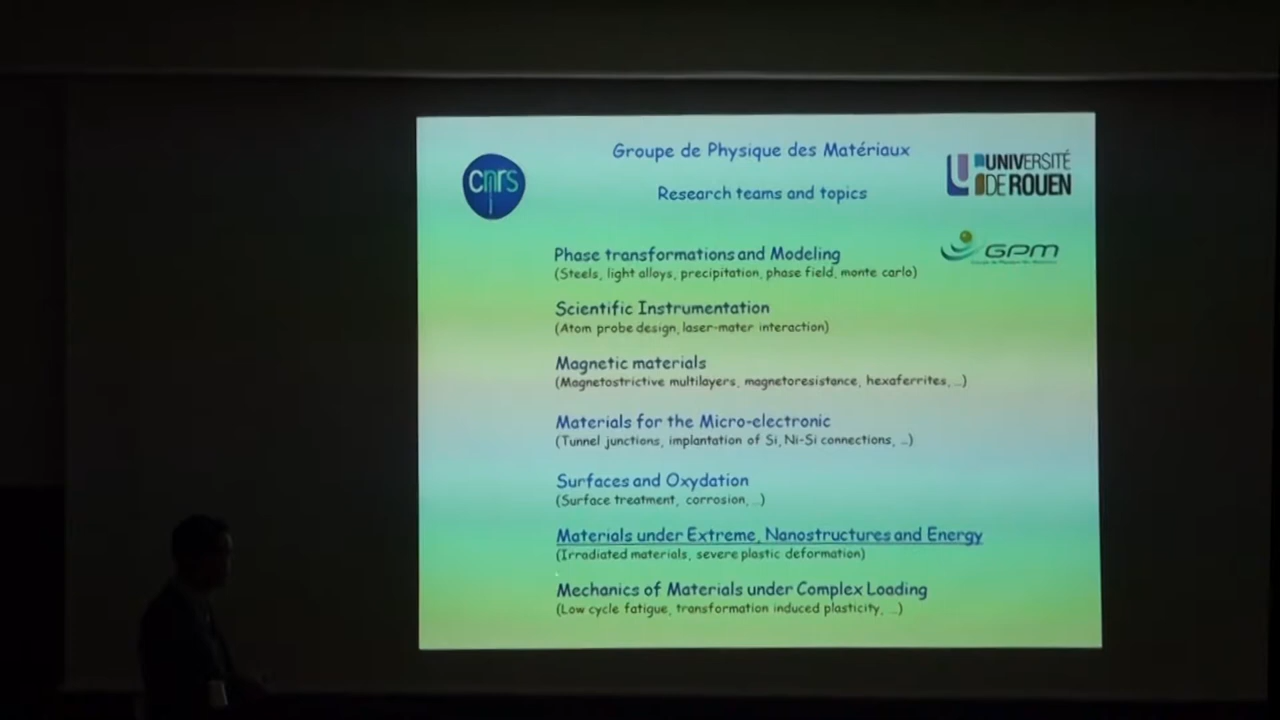 Groupe de Physique des Matériaux
cnrs
UNIVERSITÉ
DE ROUEN
Research teams and topics
GPM
Phase transformations and Modeling
(Steels, light alloys, precipitation, phase field, monte carlo)
Scientific Instrumentation
(Atom probe design, laser-mater interaction)
Magnetic materials
(Magnetostrictive multilayers, magnetoresistance, hexaferrites, …)
Materials for the Micro-electronic
(Tunnel junctions, implantation of Si, Ni-Si connections, …)
Surfaces and Oxydation
(Surface treatment, corrosion, …)
Materials under Extreme, Nanostructures and Energy
(Irradiated materials, severe plastic deformation)
Mechanics of Materials under Complex Loading
(Low cycle fatigue, transformation induced plasticity, …)